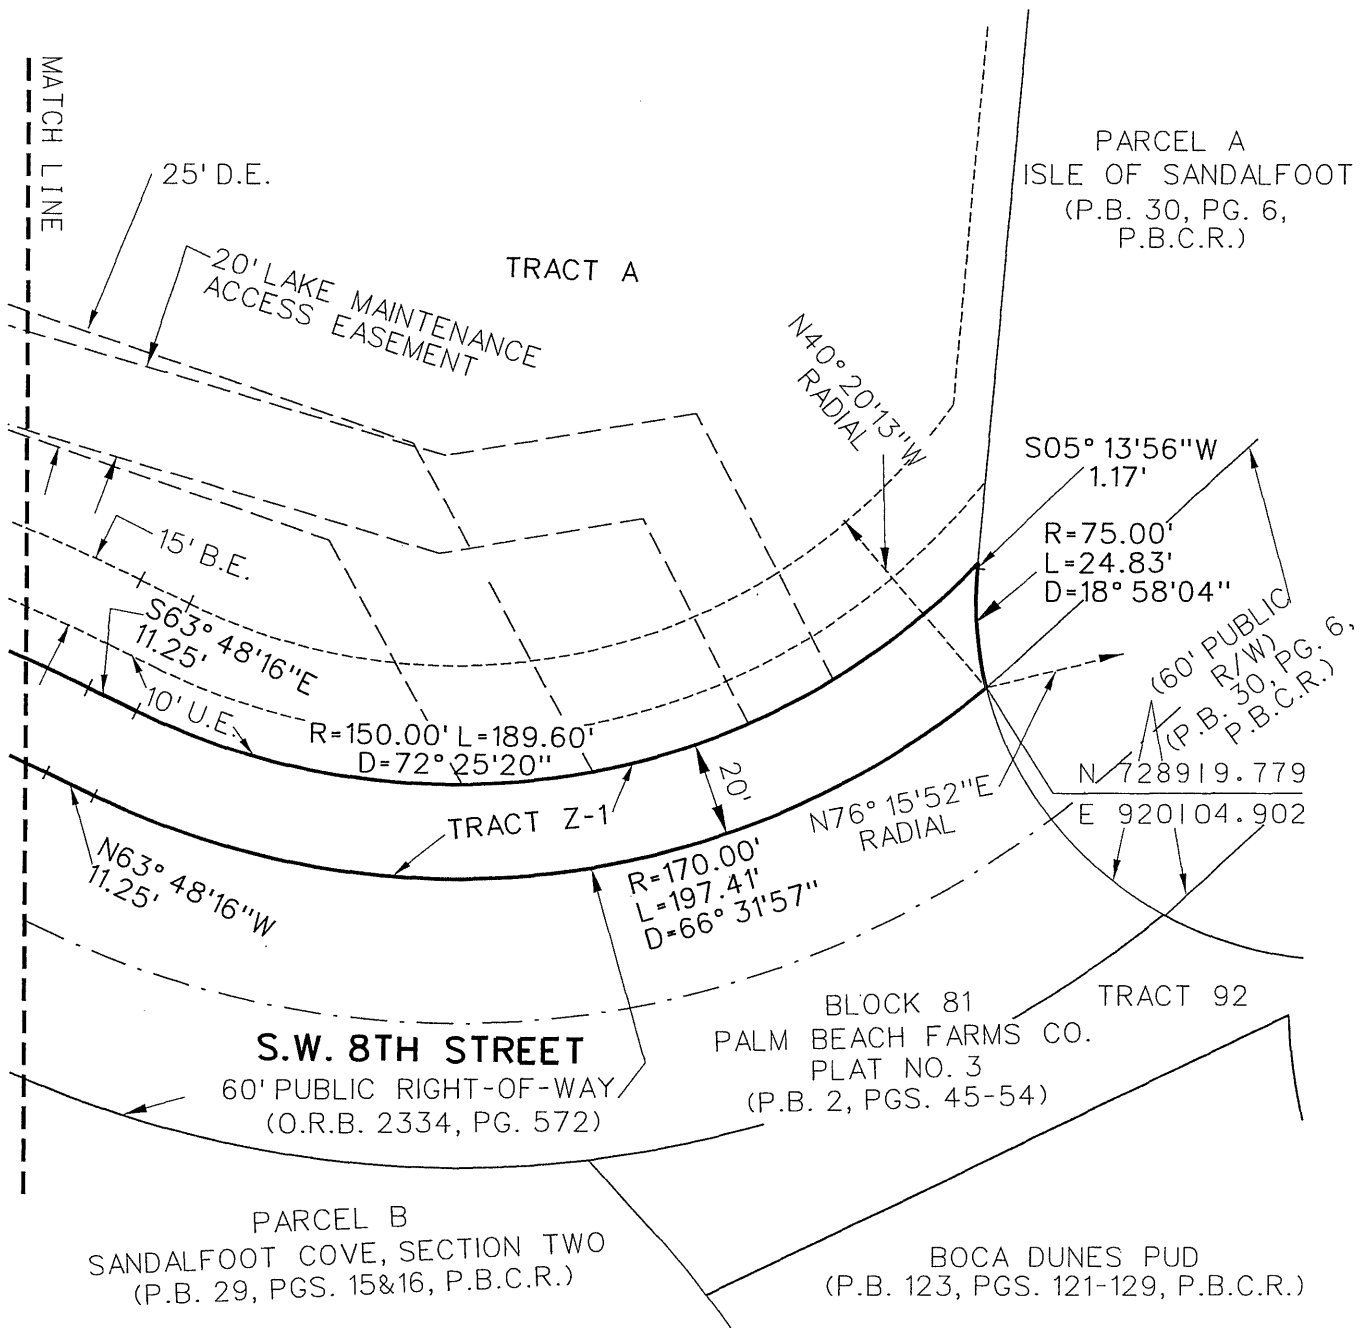 MATCH LINE
25' D.E.
20' LAKE MAINTENANCE
ACCESS EASEMENT
TRACT A
PARCEL A
ISLE OF SANDALFOOT
(P.B. 30, PG. 6,
P.B.C.R.)
N40° 20'13"W
RADIAL
S05° 13'56"W
1.17'
R=75.00'
L=24.83'
D=18° 58'04"
(60' PUBLIC
R/W)
(P.B. 30, PG. 6,
P.B.C.R.)
15' B.E.
S63° 48'16"E
11.25'
10' U.E.
R=150.00' L=189.60'
D=72° 25'20"
TRACT Z-1
20'
N76° 15'52"E
RADIAL
N 728919.779
E 920104.902
N63° 48'16"W
11.25'
R=170.00'
L=197.41'
D=66° 31'57"
S.W. 8TH STREET
60' PUBLIC RIGHT-OF-WAY
(O.R.B. 2334, PG. 572)
BLOCK 81
PALM BEACH FARMS CO.
PLAT NO. 3
(P.B. 2, PGS. 45-54)
TRACT 92
PARCEL B
SANDALFOOT COVE, SECTION TWO
(P.B. 29, PGS. 15&16, P.B.C.R.)
BOCA DUNES PUD
(P.B. 123, PGS. 121-129, P.B.C.R.)